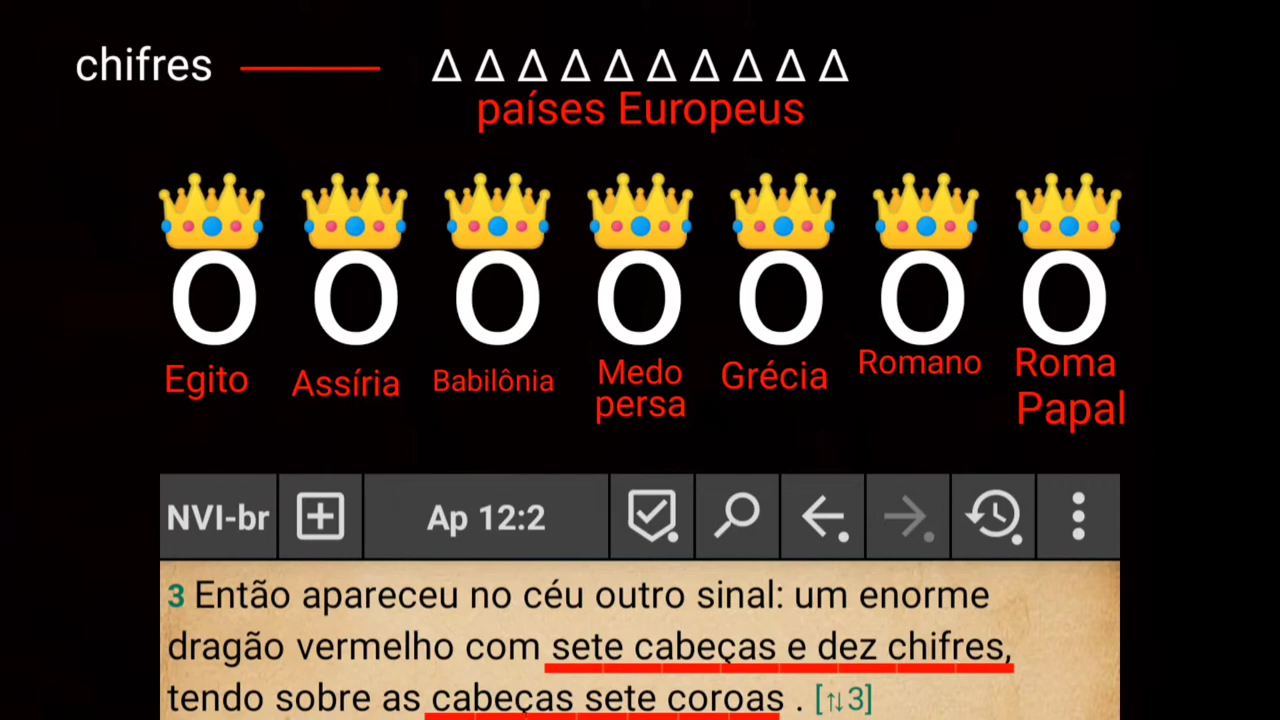 chifres Δ Δ Δ Δ Δ Δ Δ Δ Δ Δ
países Europeus
O O O O O O O
Egito Assíria Babilônia Medo persa Grécia Romano Roma Papal
NVI-br Ap 12:2
3 Então apareceu no céu outro sinal: um enorme
dragão vermelho com sete cabeças e dez chifres,
tendo sobre as cabeças sete coroas . [⇅3]